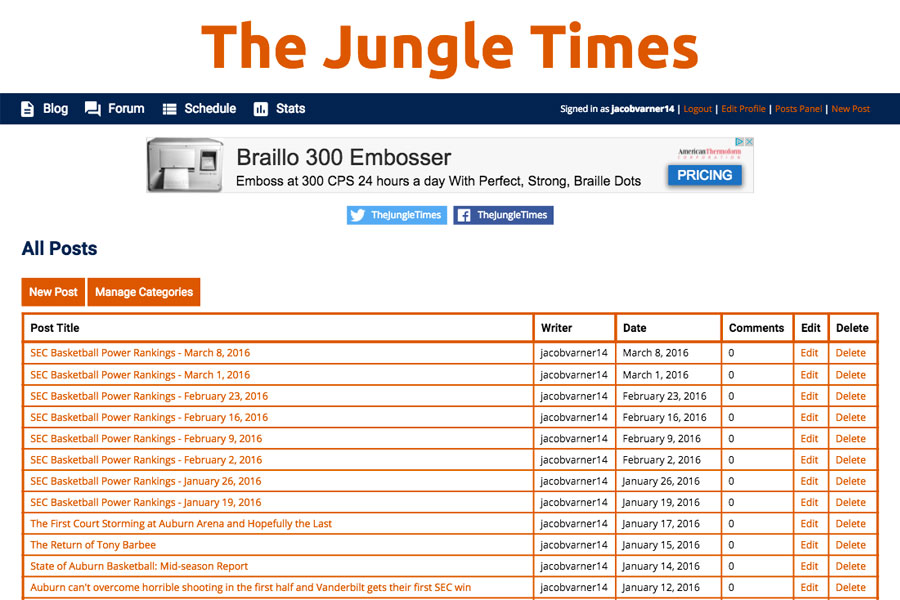 The Jungle Times
Blog Forum Schedule Stats Signed in as jacobvarner14 | Logout | Edit Profile | Posts Panel | New Post
Braillo 300 Embosser
Emboss at 300 CPS 24 hours a day With Perfect, Strong, Braille Dots
American Thermoform
CORPORATION
PRICING
TheJungleTimes TheJungleTimes
All Posts
New Post Manage Categories
Post Title Writer Date Comments Edit Delete
SEC Basketball Power Rankings - March 8, 2016 jacobvarner14 March 8, 2016 0 Edit Delete
SEC Basketball Power Rankings - March 1, 2016 jacobvarner14 March 1, 2016 0 Edit Delete
SEC Basketball Power Rankings - February 23, 2016 jacobvarner14 February 23, 2016 0 Edit Delete
SEC Basketball Power Rankings - February 16, 2016 jacobvarner14 February 16, 2016 0 Edit Delete
SEC Basketball Power Rankings - February 9, 2016 jacobvarner14 February 9, 2016 0 Edit Delete
SEC Basketball Power Rankings - February 2, 2016 jacobvarner14 February 2, 2016 0 Edit Delete
SEC Basketball Power Rankings - January 26, 2016 jacobvarner14 January 26, 2016 0 Edit Delete
SEC Basketball Power Rankings - January 19, 2016 jacobvarner14 January 19, 2016 0 Edit Delete
The First Court Storming at Auburn Arena and Hopefully the Last jacobvarner14 January 17, 2016 0 Edit Delete
The Return of Tony Barbee jacobvarner14 January 15, 2016 0 Edit Delete
State of Auburn Basketball: Mid-season Report jacobvarner14 January 14, 2016 0 Edit Delete
Auburn can't overcome horrible shooting in the first half and Vanderbilt gets their first SEC win jacobvarner14 January 12, 2016 0 Edit Delete